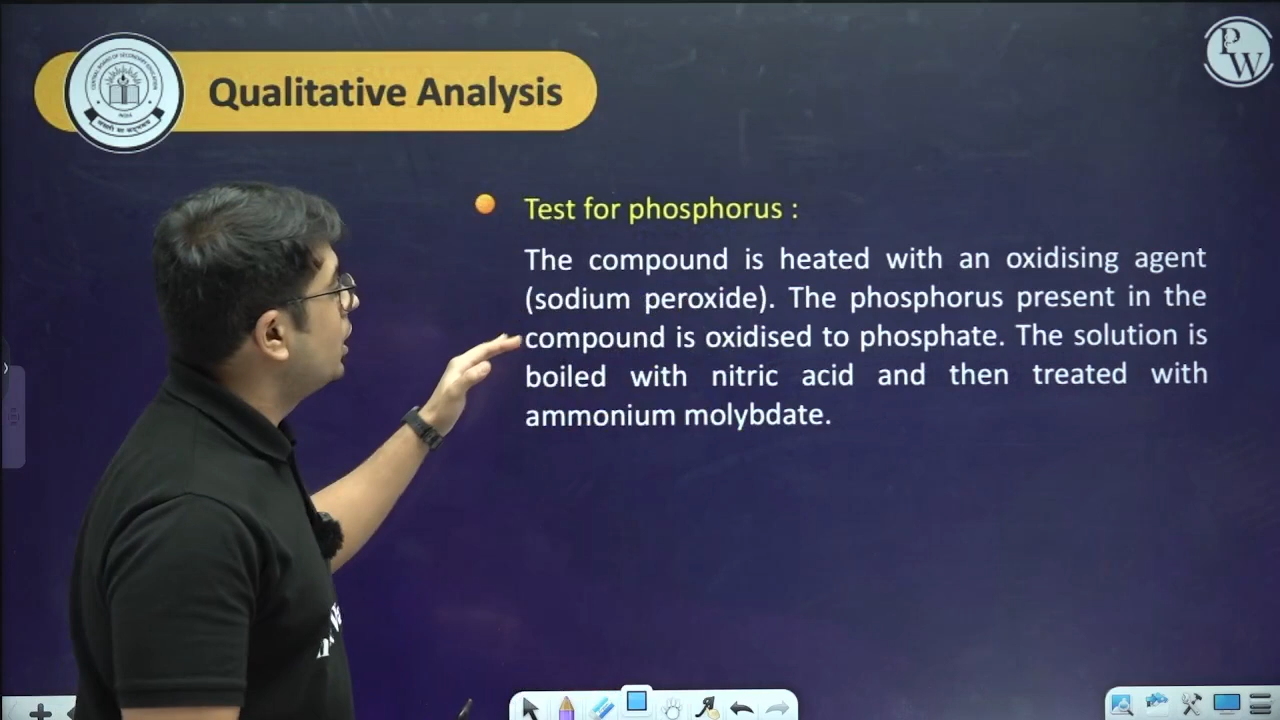 Qualitative Analysis
PW
Test for phosphorus :
The compound is heated with an oxidising agent
(sodium peroxide). The phosphorus present in the
compound is oxidised to phosphate. The solution is
boiled with nitric acid and then treated with
ammonium molybdate.